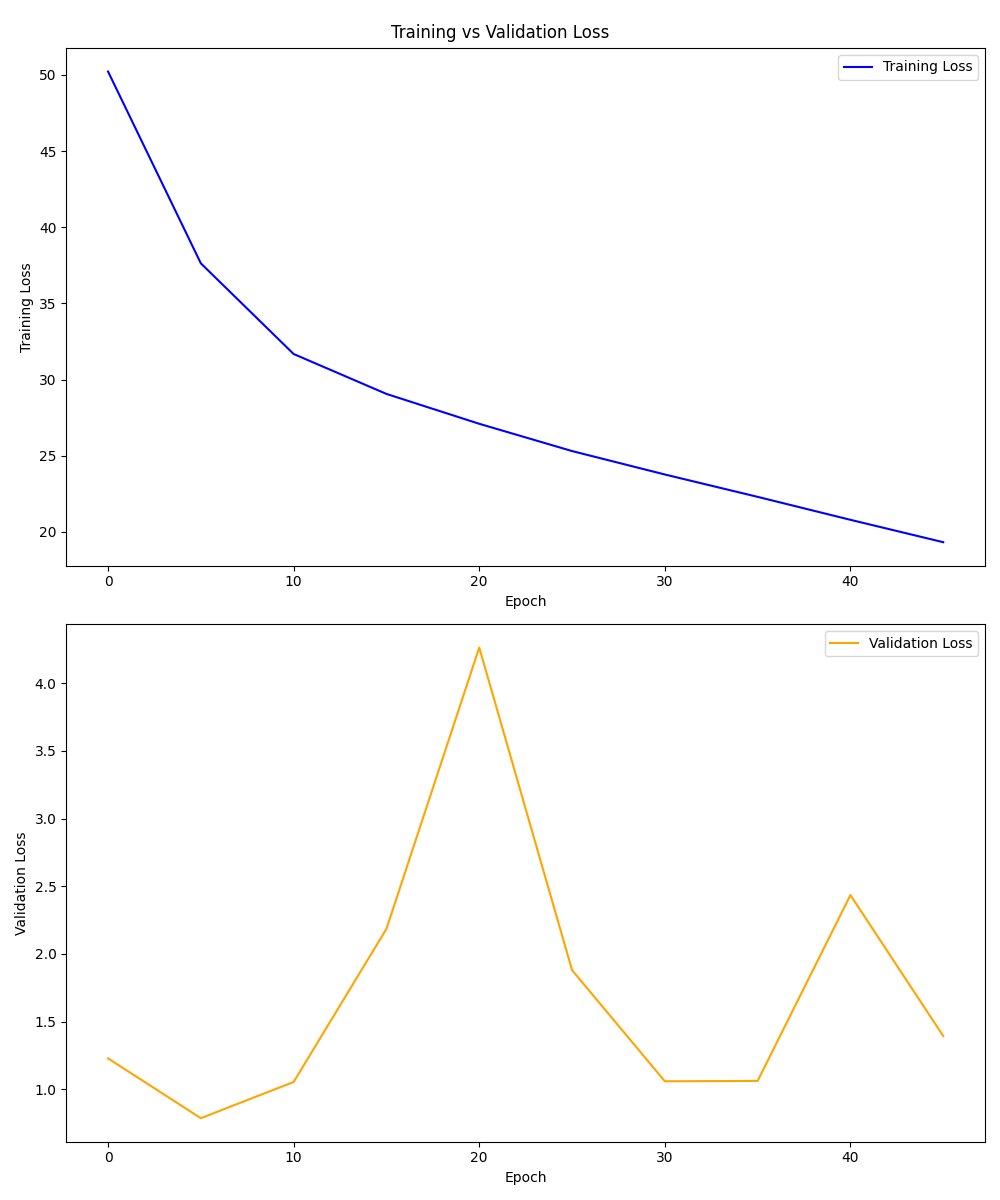 Training vs Validation Loss
Training Loss
50
45
40
35
30
25
20
Training Loss
0 10 20 30 40
Epoch
Validation Loss
4.0
3.5
3.0
2.5
2.0
1.5
1.0
Validation Loss
0 10 20 30 40
Epoch